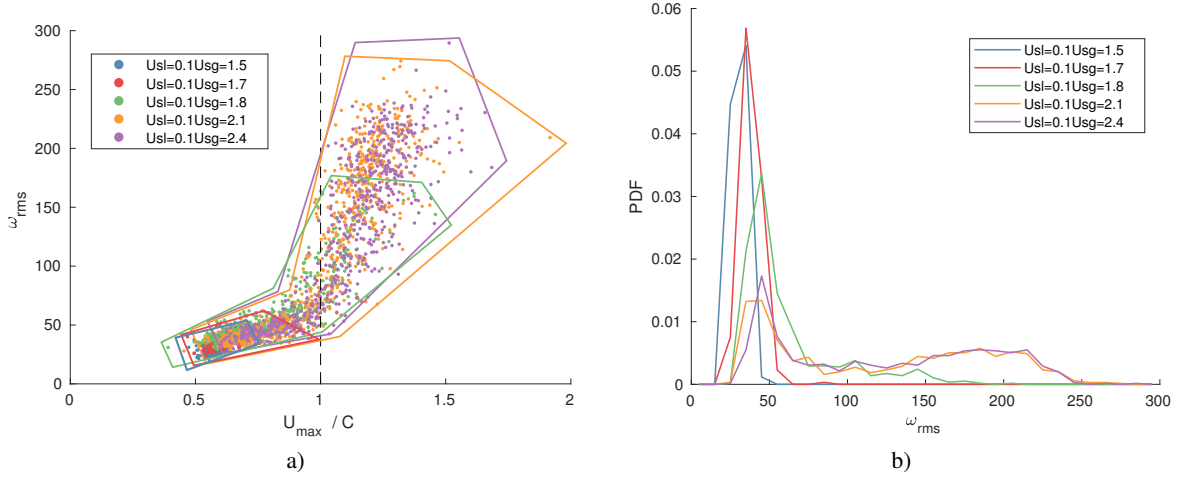 300
250
200
150
100
50
0
ω_rms
0
0.5
1
1.5
2
U_max / C
Usl=0.1Usg=1.5
Usl=0.1Usg=1.7
Usl=0.1Usg=1.8
Usl=0.1Usg=2.1
Usl=0.1Usg=2.4
a)
0.06
0.05
0.04
0.03
0.02
0.01
0
PDF
0
50
100
150
200
250
300
ω_rms
Usl=0.1Usg=1.5
Usl=0.1Usg=1.7
Usl=0.1Usg=1.8
Usl=0.1Usg=2.1
Usl=0.1Usg=2.4
b)